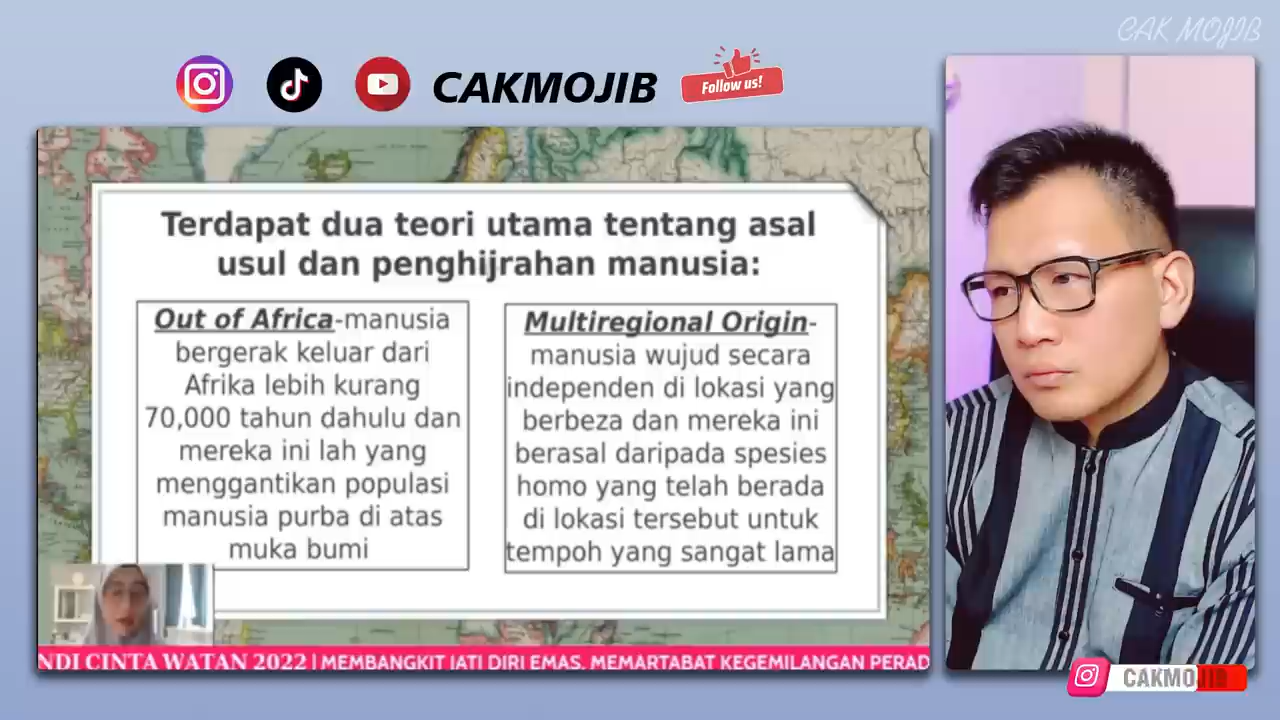 CAK MOJIB
CAKMOJIB
Follow us!
Terdapat dua teori utama tentang asal
usul dan penghijrahan manusia:
Out of Africa-manusia
bergerak keluar dari
Afrika lebih kurang
70,000 tahun dahulu dan
mereka ini lah yang
menggantikan populasi
manusia purba di atas
muka bumi
Multiregional Origin-
manusia wujud secara
independen di lokasi yang
berbeza dan mereka ini
berasal daripada spesies
homo yang telah berada
di lokasi tersebut untuk
tempoh yang sangat lama
NDI CINTA WATAN 2022 | MEMBANGKIT JATI DIRI EMAS, MEMARTABAT KEGEMILANGAN PERAD
CAKMOJIB